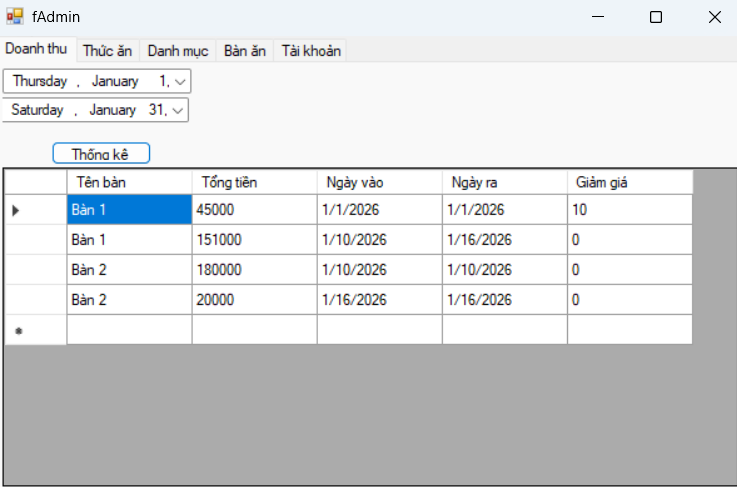 fAdmin
Doanh thu Thức ăn Danh mục Bàn ăn Tài khoản
Thursday , January 1,
Saturday , January 31,
Thống kê
Tên bàn Tổng tiền Ngày vào Ngày ra Giảm giá
Bàn 1 45000 1/1/2026 1/1/2026 10
Bàn 1 151000 1/10/2026 1/16/2026 0
Bàn 2 180000 1/10/2026 1/10/2026 0
Bàn 2 20000 1/16/2026 1/16/2026 0